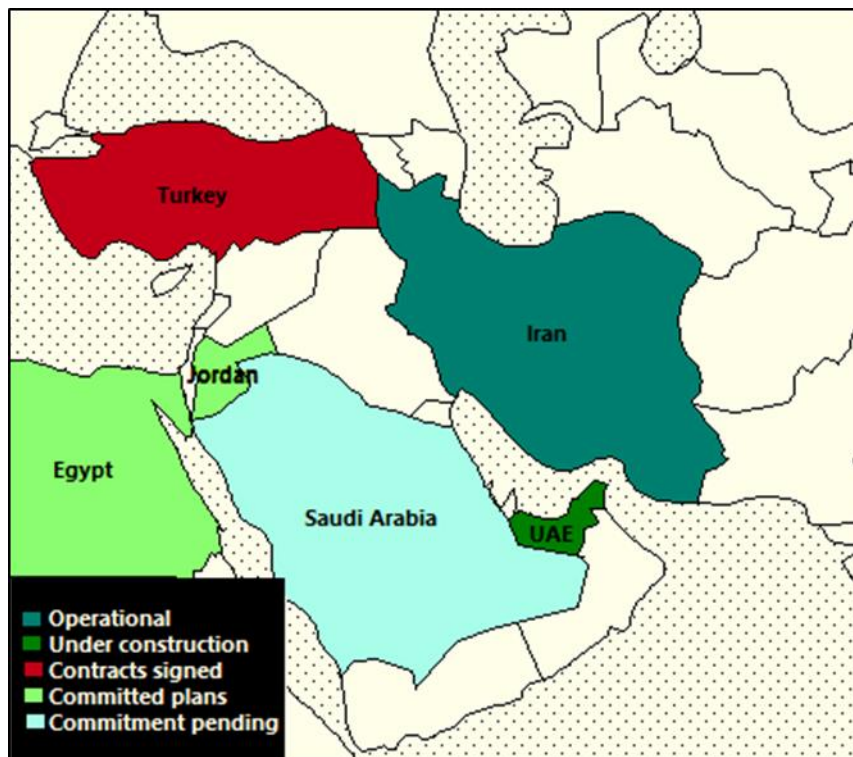 Turkey
Iran
Jordan
Egypt
Saudi Arabia
UAE
Operational
Under construction
Contracts signed
Committed plans
Commitment pending